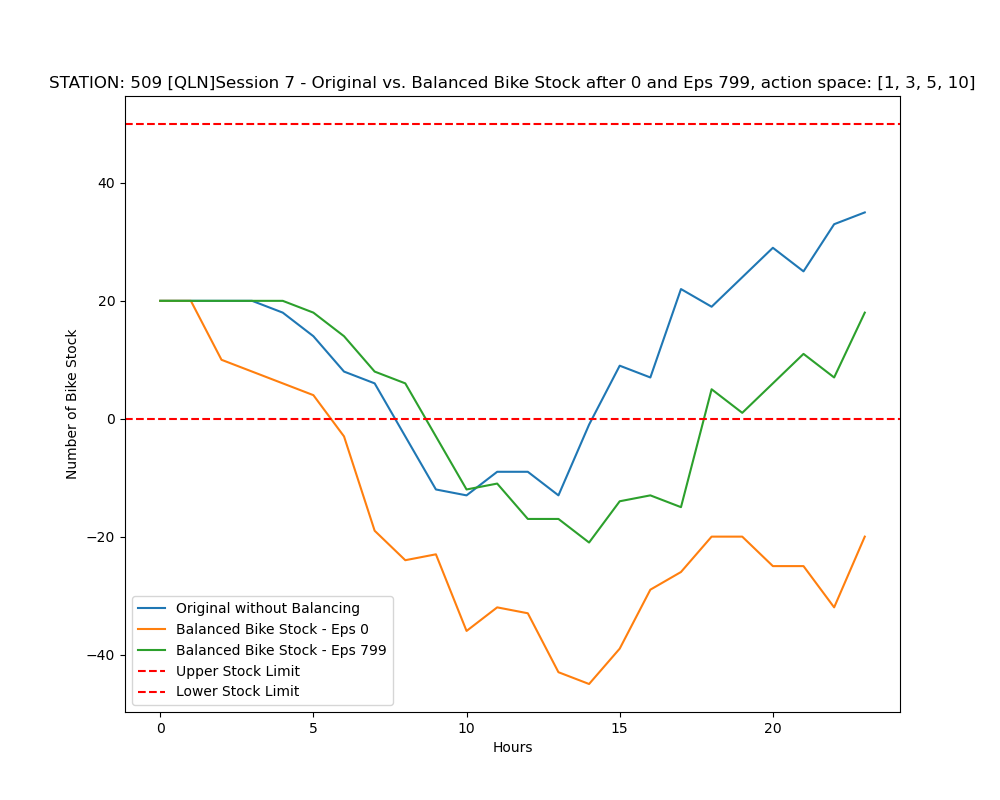 STATION: 509 [QLN]Session 7 - Original vs. Balanced Bike Stock after 0 and Eps 799, action space: [1, 3, 5, 10]
40
20
0
−20
−40
Number of Bike Stock
Original without Balancing
Balanced Bike Stock - Eps 0
Balanced Bike Stock - Eps 799
Upper Stock Limit
Lower Stock Limit
0 5 10 15 20
Hours